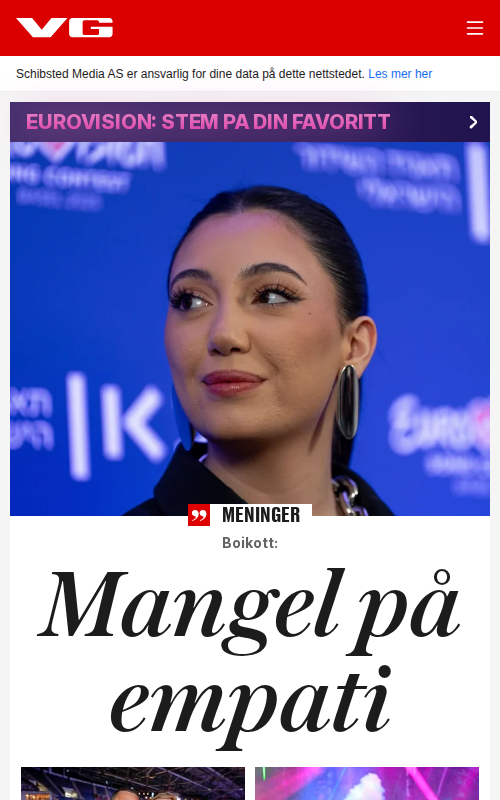 VG
Schibsted Media AS er ansvarlig for dine data på dette nettstedet. Les mer her
EUROVISION: STEM PA DIN FAVORITT
MENINGER
Boikott:
Mangel på
empati